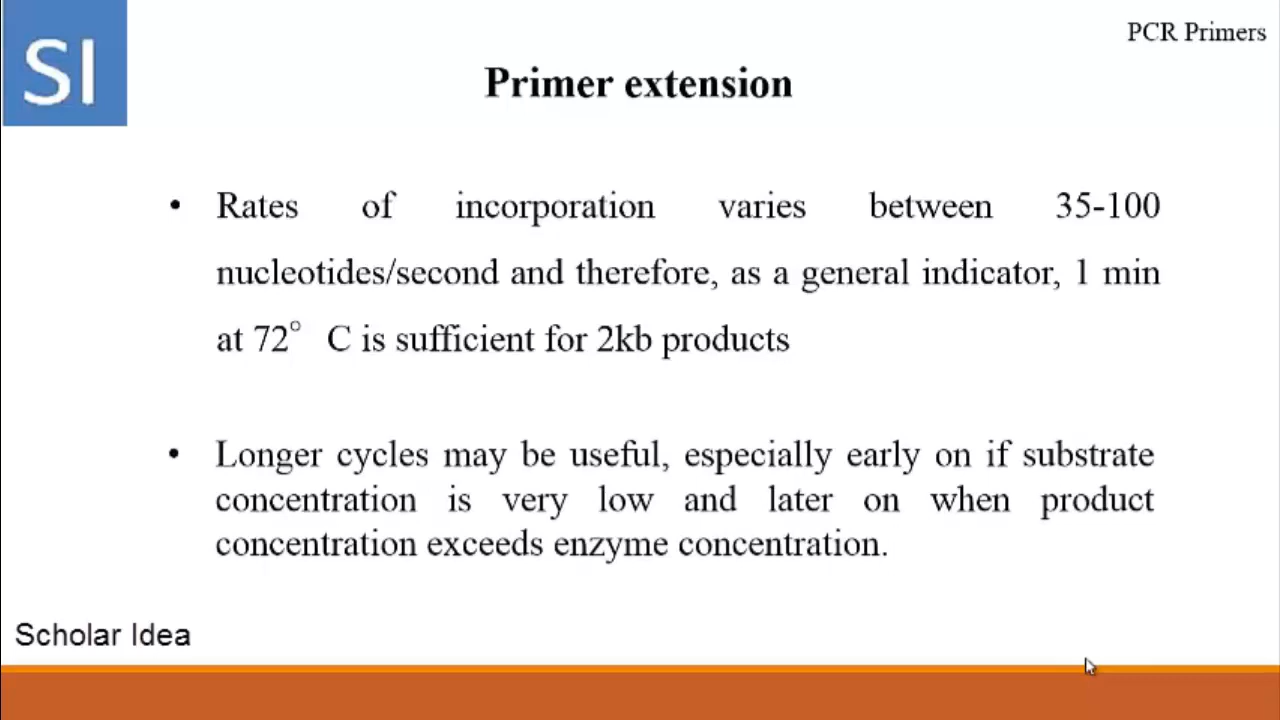 SI
PCR Primers
Primer extension
• Rates of incorporation varies between 35-100
nucleotides/second and therefore, as a general indicator, 1 min
at 72° C is sufficient for 2kb products
• Longer cycles may be useful, especially early on if substrate
concentration is very low and later on when product
concentration exceeds enzyme concentration.
Scholar Idea